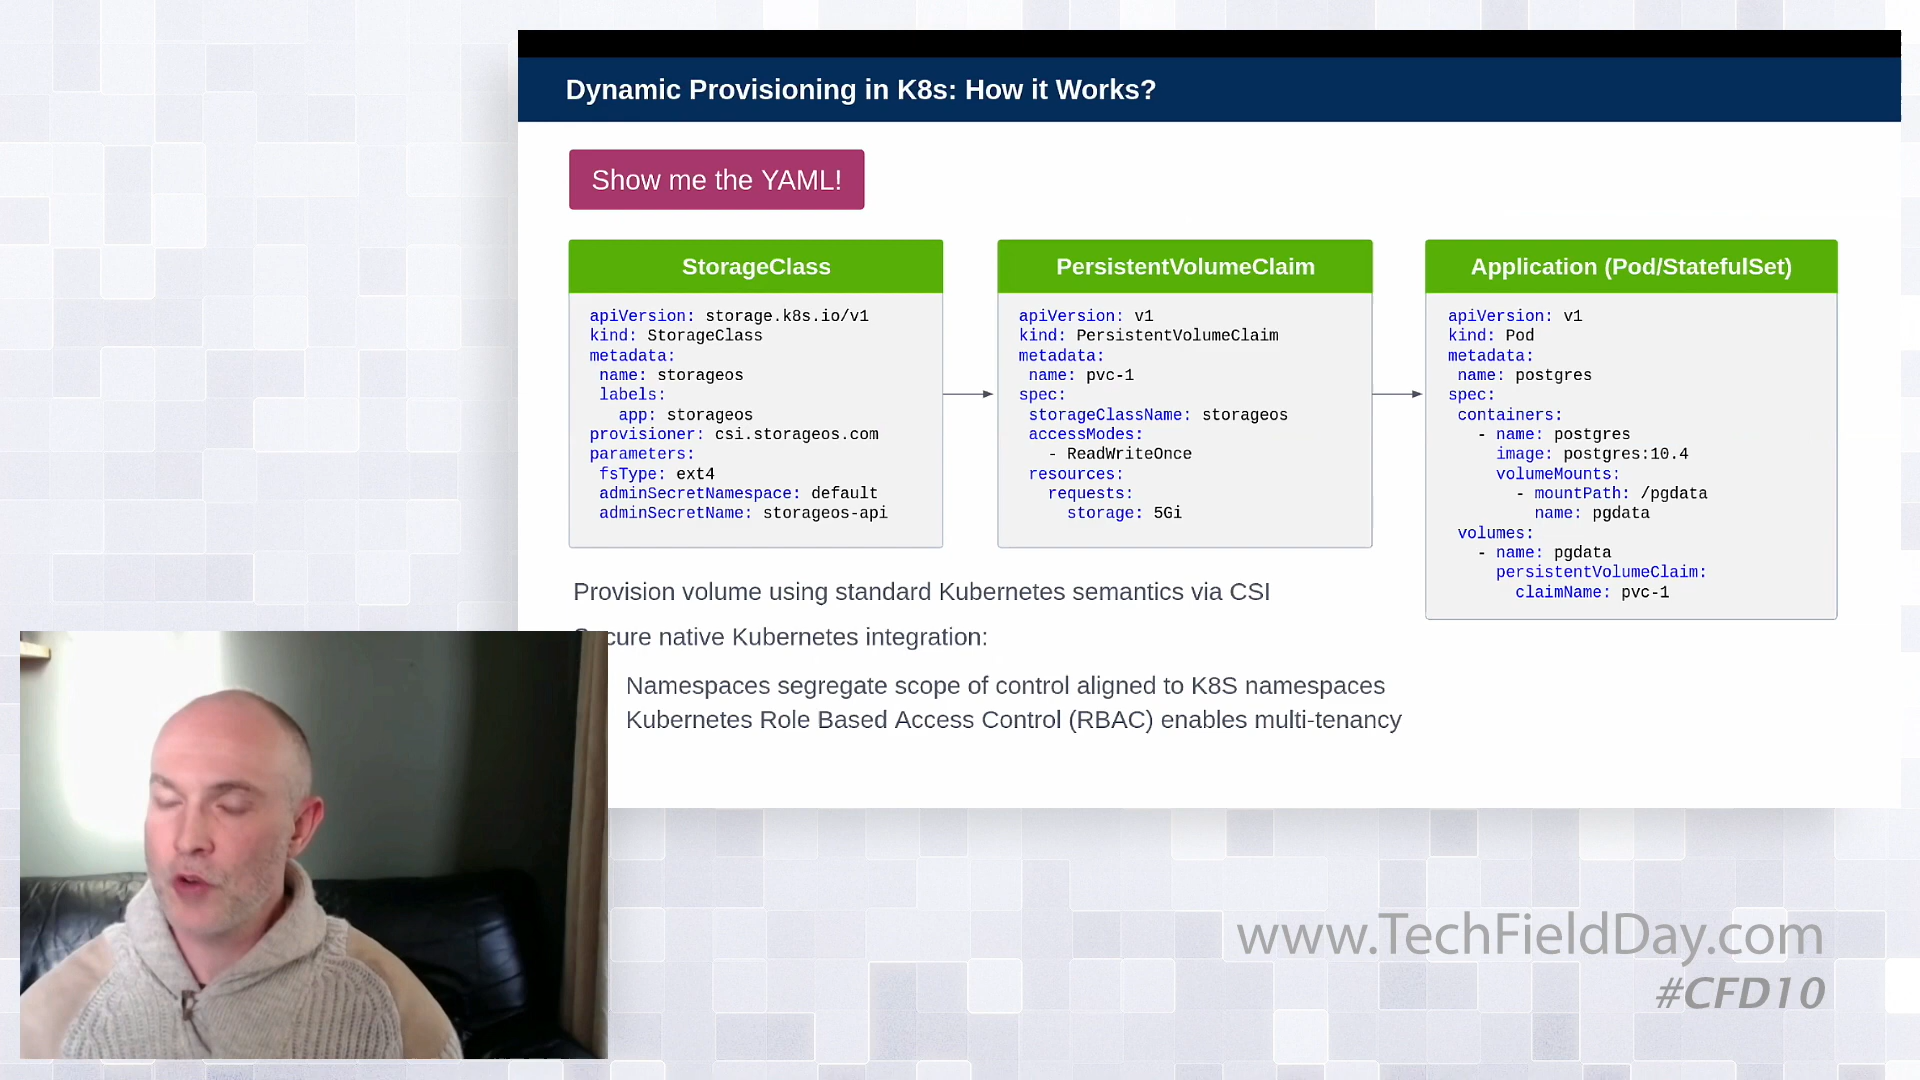 Dynamic Provisioning in K8s: How it Works?
Show me the YAML!
StorageClass
apiVersion: storage.k8s.io/v1
kind: StorageClass
metadata:
name: storageos
labels:
app: storageos
provisioner: csi.storageos.com
parameters:
fsType: ext4
adminSecretNamespace: default
adminSecretName: storageos-api
PersistentVolumeClaim
apiVersion: v1
kind: PersistentVolumeClaim
metadata:
name: pvc-1
spec:
storageClassName: storageos
accessModes:
- ReadWriteOnce
resources:
requests:
storage: 5Gi
Application (Pod/StatefulSet)
apiVersion: v1
kind: Pod
metadata:
name: postgres
spec:
containers:
- name: postgres
image: postgres:10.4
volumeMounts:
- mountPath: /pgdata
name: pgdata
volumes:
- name: pgdata
persistentVolumeClaim:
claimName: pvc-1
Provision volume using standard Kubernetes semantics via CSI
Secure native Kubernetes integration:
Namespaces segregate scope of control aligned to K8S namespaces
Kubernetes Role Based Access Control (RBAC) enables multi-tenancy
www.TechFieldDay.com
#CFD10